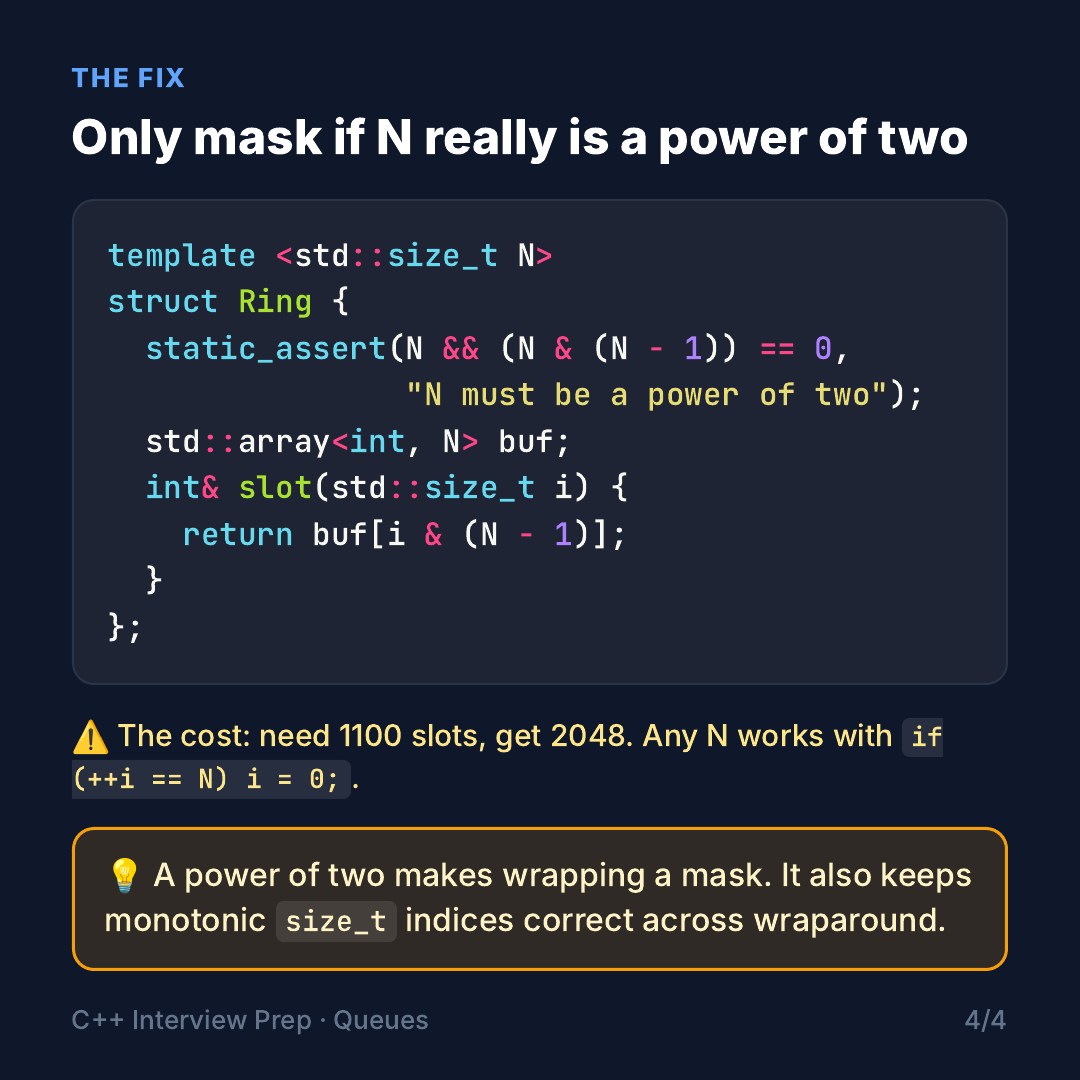 THE FIX
Only mask if N really is a power of two
template <std::size_t N>
struct Ring {
  static_assert(N && (N & (N - 1)) == 0,
                "N must be a power of two");
  std::array<int, N> buf;
  int& slot(std::size_t i) {
    return buf[i & (N - 1)];
  }
};
⚠️ The cost: need 1100 slots, get 2048. Any N works with if
(++i == N) i = 0;.
💡 A power of two makes wrapping a mask. It also keeps
monotonic size_t indices correct across wraparound.
C++ Interview Prep · Queues
4/4